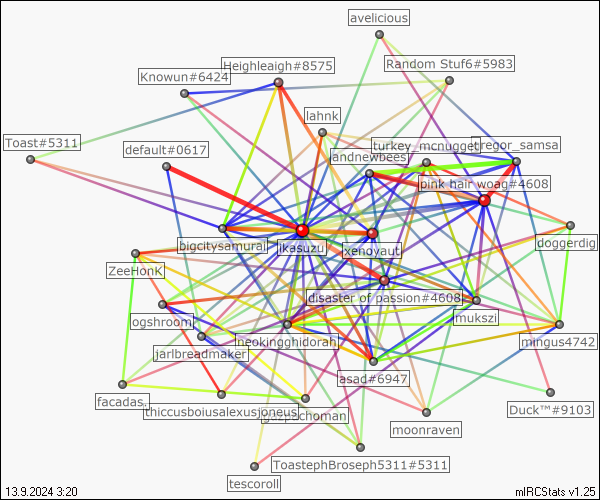 avelicious
Random Stuf6#5983
Heighleaigh#8575
Knowun#6424
lahnk
Toast#5311
default#0617
turkey_mcnugget
gregor_samsa
andnewbees
pink hair woag#4608
bigcitysamurai
ikasuzu
xenoyaut
doggerdig
ZeeHonk
disaster of passion#4608
mukszi
ogshroom
neokingghidorah
mingus4742
jarlbreadmaker
asad#6947
facadas.
thiccusboiusalexusjoneus
Duck™#9103
moonraven
ToastephBroseph5311#5311
tescoroll
13.9.2024 3:20
mIRCStats v1.25